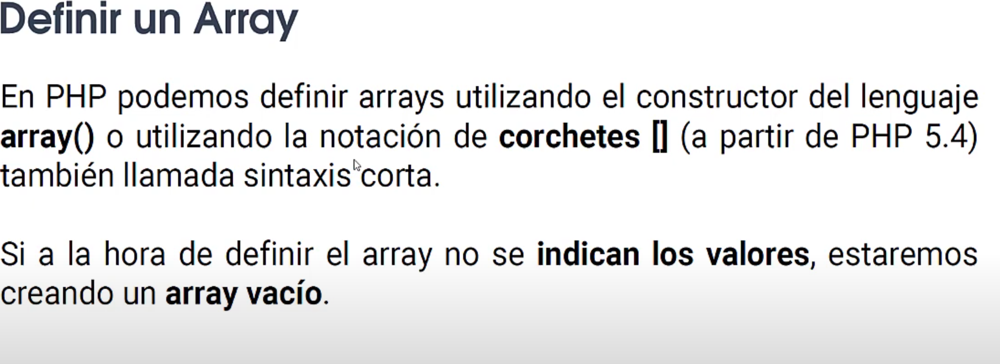 Definir un Array
En PHP podemos definir arrays utilizando el constructor del lenguaje
array() o utilizando la notación de corchetes [] (a partir de PHP 5.4)
también llamada sintaxis corta.
Si a la hora de definir el array no se indican los valores, estaremos
creando un array vacío.